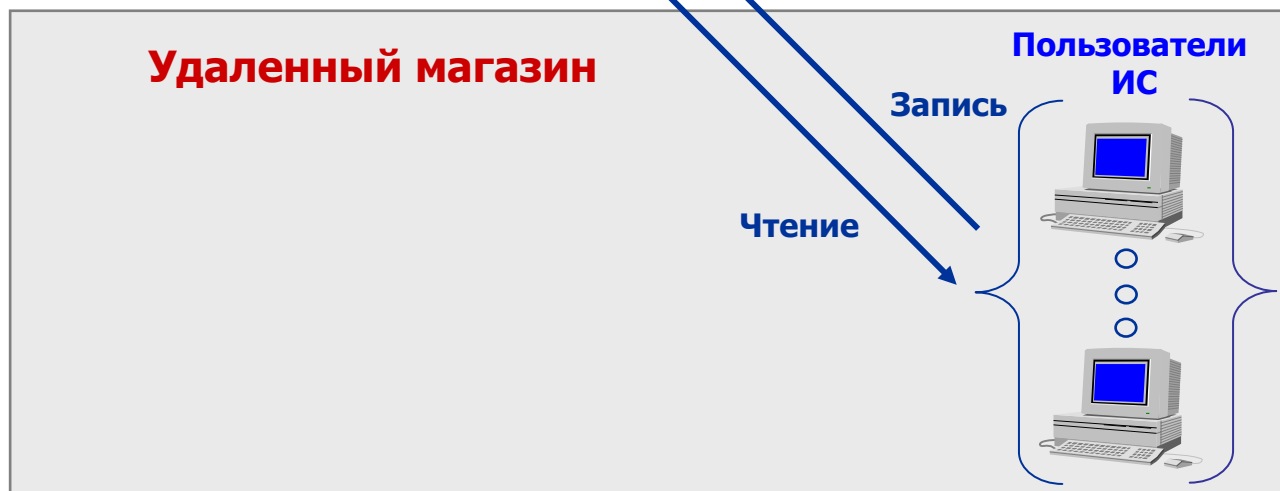 Удаленный магазин
Пользователи
ИС
Запись
Чтение